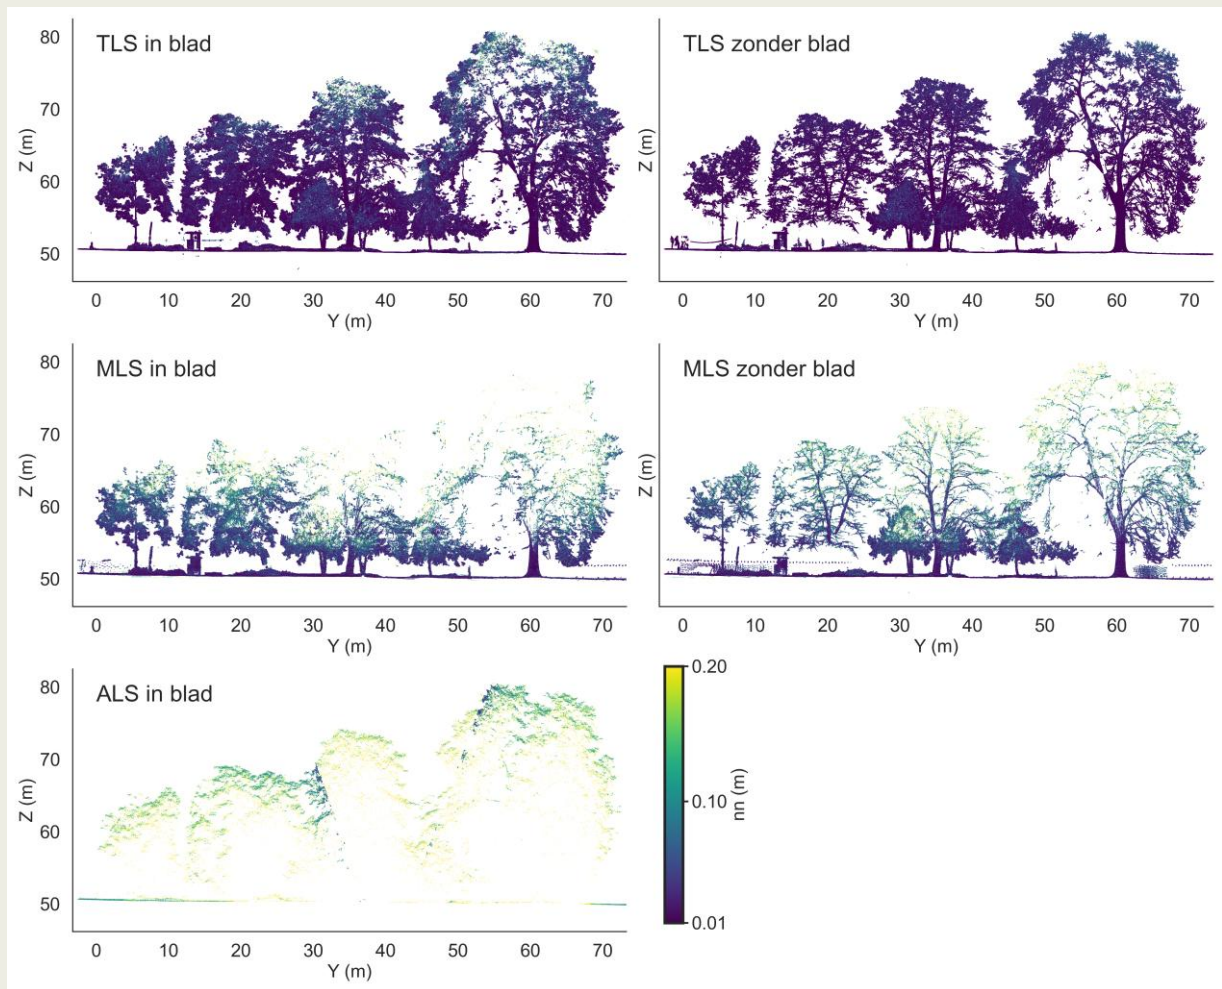 TLS in blad
80
70
60
50
Z (m)
0 10 20 30 40 50 60 70
Y (m)
TLS zonder blad
Z (m)
0 10 20 30 40 50 60 70
Y (m)
MLS in blad
80
70
60
50
Z (m)
0 10 20 30 40 50 60 70
Y (m)
MLS zonder blad
Z (m)
0 10 20 30 40 50 60 70
Y (m)
ALS in blad
80
70
60
50
Z (m)
0 10 20 30 40 50 60 70
Y (m)
0.20
0.10
0.01
nn (m)